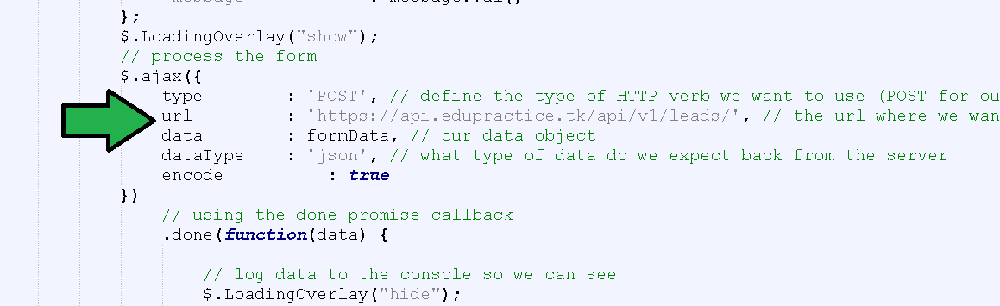 };
$.LoadingOverlay("show");
// process the form
$.ajax({
type : 'POST', // define the type of HTTP verb we want to use (POST for ou
url : 'https://api.edupractice.tk/api/v1/leads/', // the url where we wan
data : formData, // our data object
dataType : 'json', // what type of data do we expect back from the server
encode : true
})
// using the done promise callback
.done(function(data) {
// log data to the console so we can see
$.LoadingOverlay("hide");